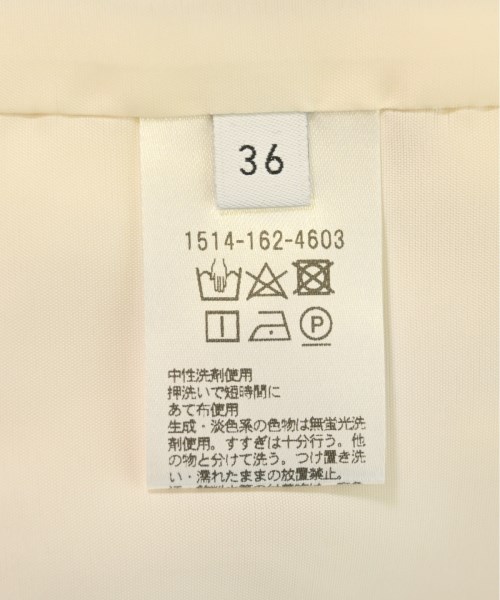 36
1514-162-4603
P
中性洗剤使用
押洗いで短時間に
あて布使用
生成・淡色系の色物は無蛍光洗
剤使用。すすぎは十分行う。他
の物と分けて洗う。つけ置き洗
い・濡れたままの放置禁止。